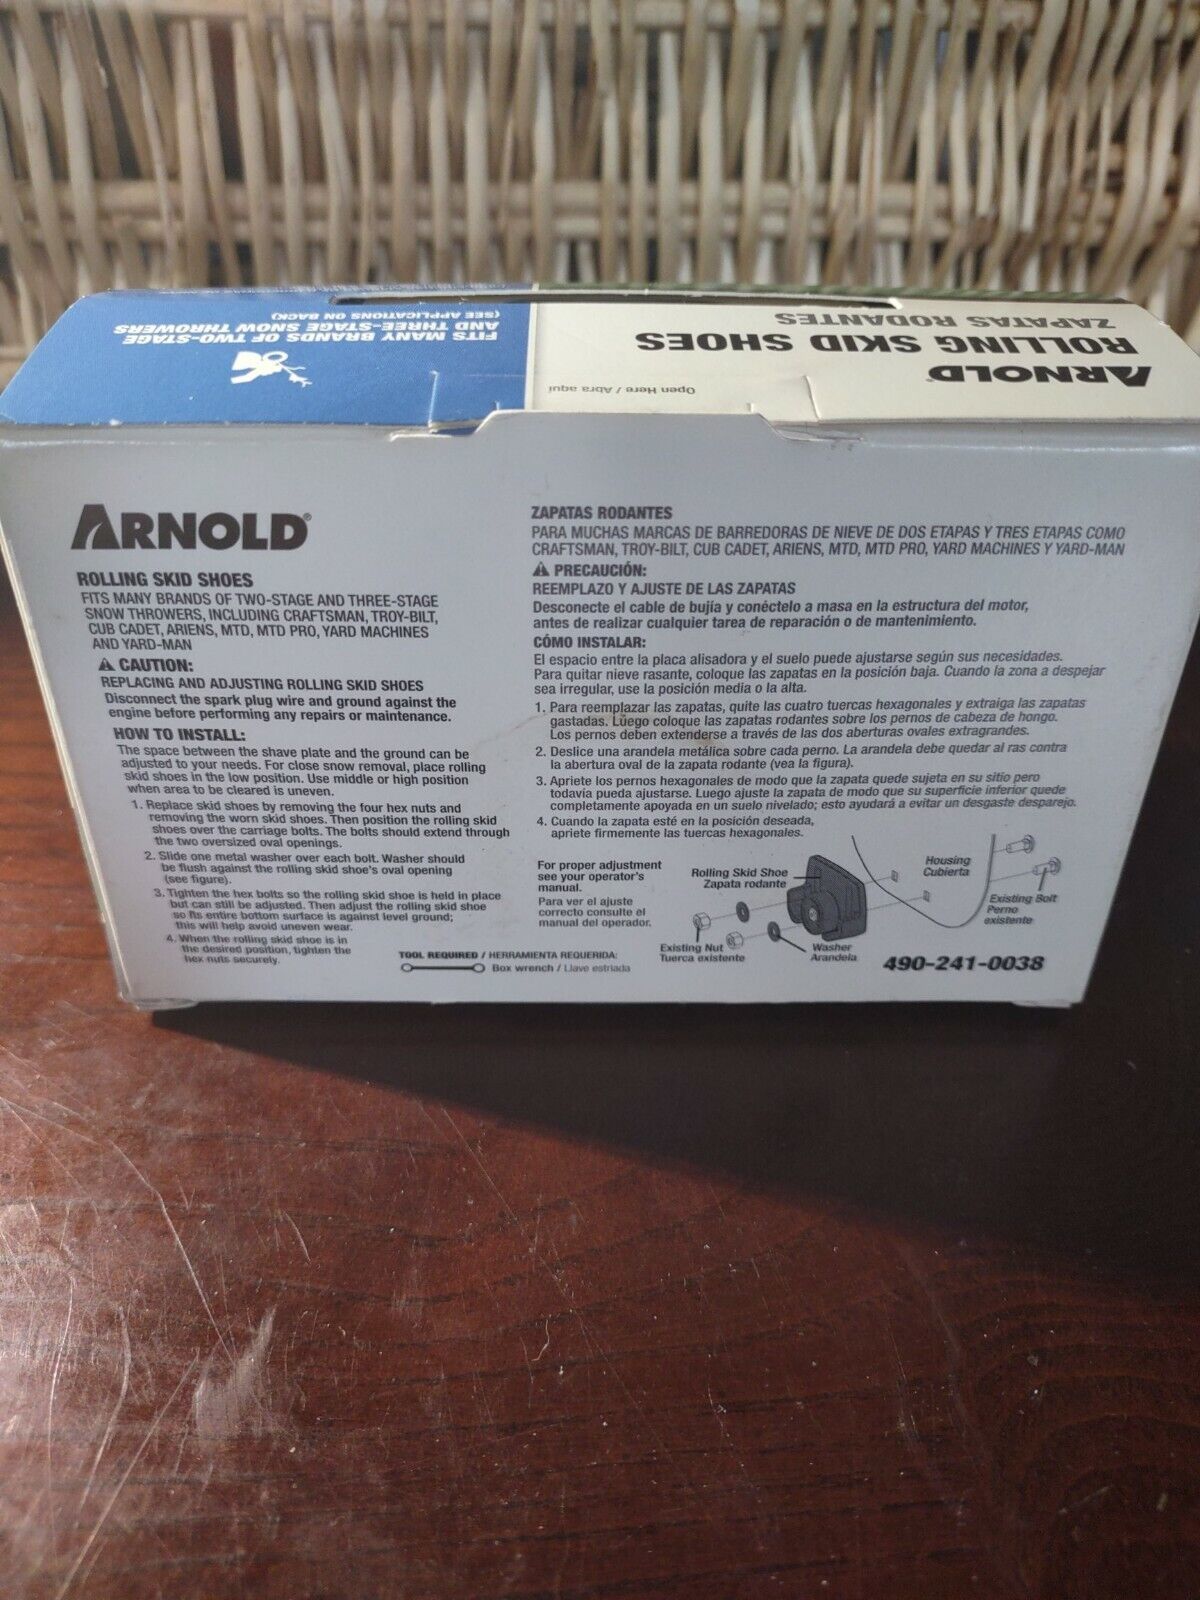 FITS MANY BRANDS OF TWO-STAGE
AND THREE-STAGE SNOW THROWERS
(SEE APPLICATIONS ON BACK)
ARNOLD®
ROLLING SKID SHOES
ZAPATAS RODANTES
Open Here / Abra aquí
ARNOLD®
ROLLING SKID SHOES
FITS MANY BRANDS OF TWO-STAGE AND THREE-STAGE
SNOW THROWERS, INCLUDING CRAFTSMAN, TROY-BILT,
CUB CADET, ARIENS, MTD, MTD PRO, YARD MACHINES
AND YARD-MAN
⚠ CAUTION:
REPLACING AND ADJUSTING ROLLING SKID SHOES
Disconnect the spark plug wire and ground against the
engine before performing any repairs or maintenance.
HOW TO INSTALL:
The space between the shave plate and the ground can be
adjusted to your needs. For close snow removal, place rolling
skid shoes in the low position. Use middle or high position
when area to be cleared is uneven.
1. Replace skid shoes by removing the four hex nuts and
removing the worn skid shoes. Then position the rolling skid
shoes over the carriage bolts. The bolts should extend through
the two oversized oval openings.
2. Slide one metal washer over each bolt. Washer should
be flush against the rolling skid shoe's oval opening
(see figure).
3. Tighten the hex bolts so the rolling skid shoe is held in place
but can still be adjusted. Then adjust the rolling skid shoe
so its entire bottom surface is against level ground;
this will help avoid uneven wear.
4. When the rolling skid shoe is in
the desired position, tighten the
hex nuts securely.
TOOL REQUIRED / HERRAMIENTA REQUERIDA:
Box wrench / Llave estriada
ZAPATAS RODANTES
PARA MUCHAS MARCAS DE BARREDORAS DE NIEVE DE DOS ETAPAS Y TRES ETAPAS COMO
CRAFTSMAN, TROY-BILT, CUB CADET, ARIENS, MTD, MTD PRO, YARD MACHINES Y YARD-MAN
⚠ PRECAUCIÓN:
REEMPLAZO Y AJUSTE DE LAS ZAPATAS
Desconecte el cable de bujía y conéctelo a masa en la estructura del motor,
antes de realizar cualquier tarea de reparación o de mantenimiento.
CÓMO INSTALAR:
El espacio entre la placa alisadora y el suelo puede ajustarse según sus necesidades.
Para quitar nieve rasante, coloque las zapatas en la posición baja. Cuando la zona a despejar
sea irregular, use la posición media o la alta.
1. Para reemplazar las zapatas, quite las cuatro tuercas hexagonales y extraiga las zapatas
gastadas. Luego coloque las zapatas rodantes sobre los pernos de cabeza de hongo.
Los pernos deben extenderse a través de las dos aberturas ovales extragrandes.
2. Deslice una arandela metálica sobre cada perno. La arandela debe quedar al ras contra
la abertura oval de la zapata rodante (vea la figura).
3. Apriete los pernos hexagonales de modo que la zapata quede sujeta en su sitio pero
todavía pueda ajustarse. Luego ajuste la zapata de modo que su superficie inferior quede
completamente apoyada en un suelo nivelado; esto ayudará a evitar un desgaste desparejo.
4. Cuando la zapata esté en la posición deseada,
apriete firmemente las tuercas hexagonales.
For proper adjustment
see your operator's
manual.
Para ver el ajuste
correcto consulte el
manual del operador.
Rolling Skid Shoe
Zapata rodante
Housing
Cubierta
Existing Bolt
Perno
existente
Existing Nut
Tuerca existente
Washer
Arandela
490-241-0038